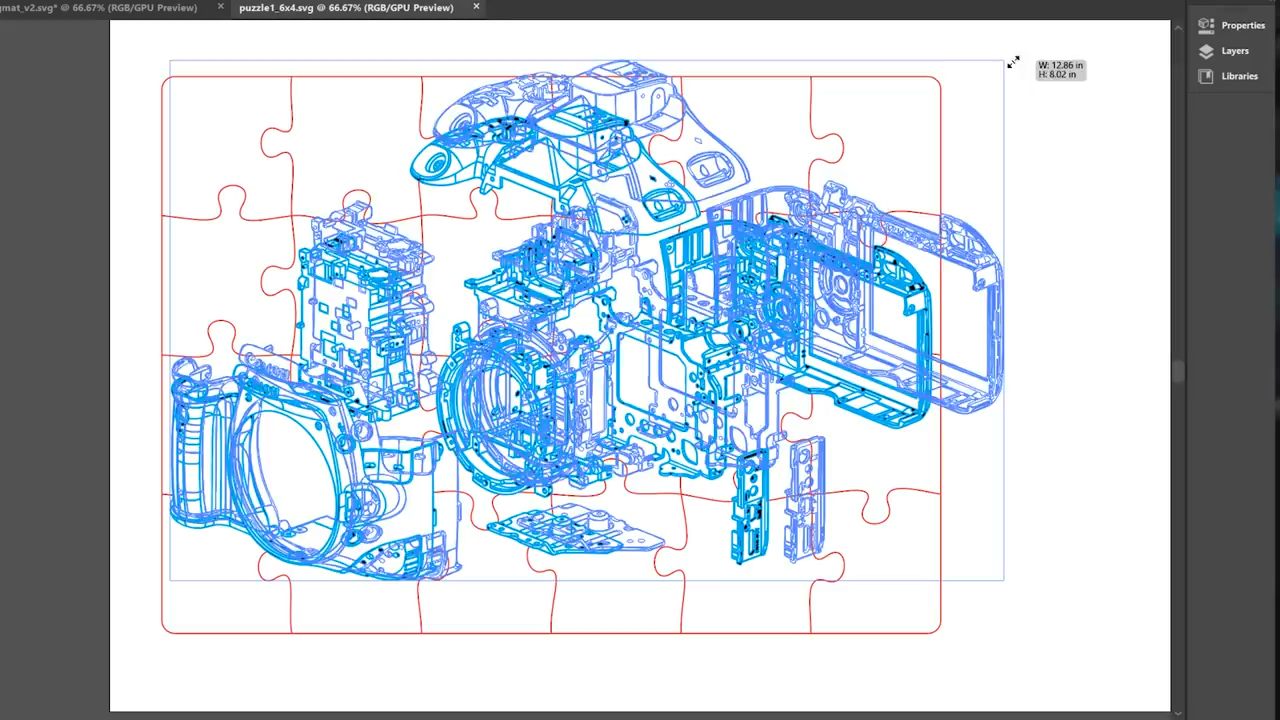 gmat_v2.svg* @ 66.67% (RGB/GPU Preview) ×
puzzle1_6x4.svg @ 66.67% (RGB/GPU Preview) ×
Properties
Layers
Libraries
W: 12.86 in
H: 8.02 in